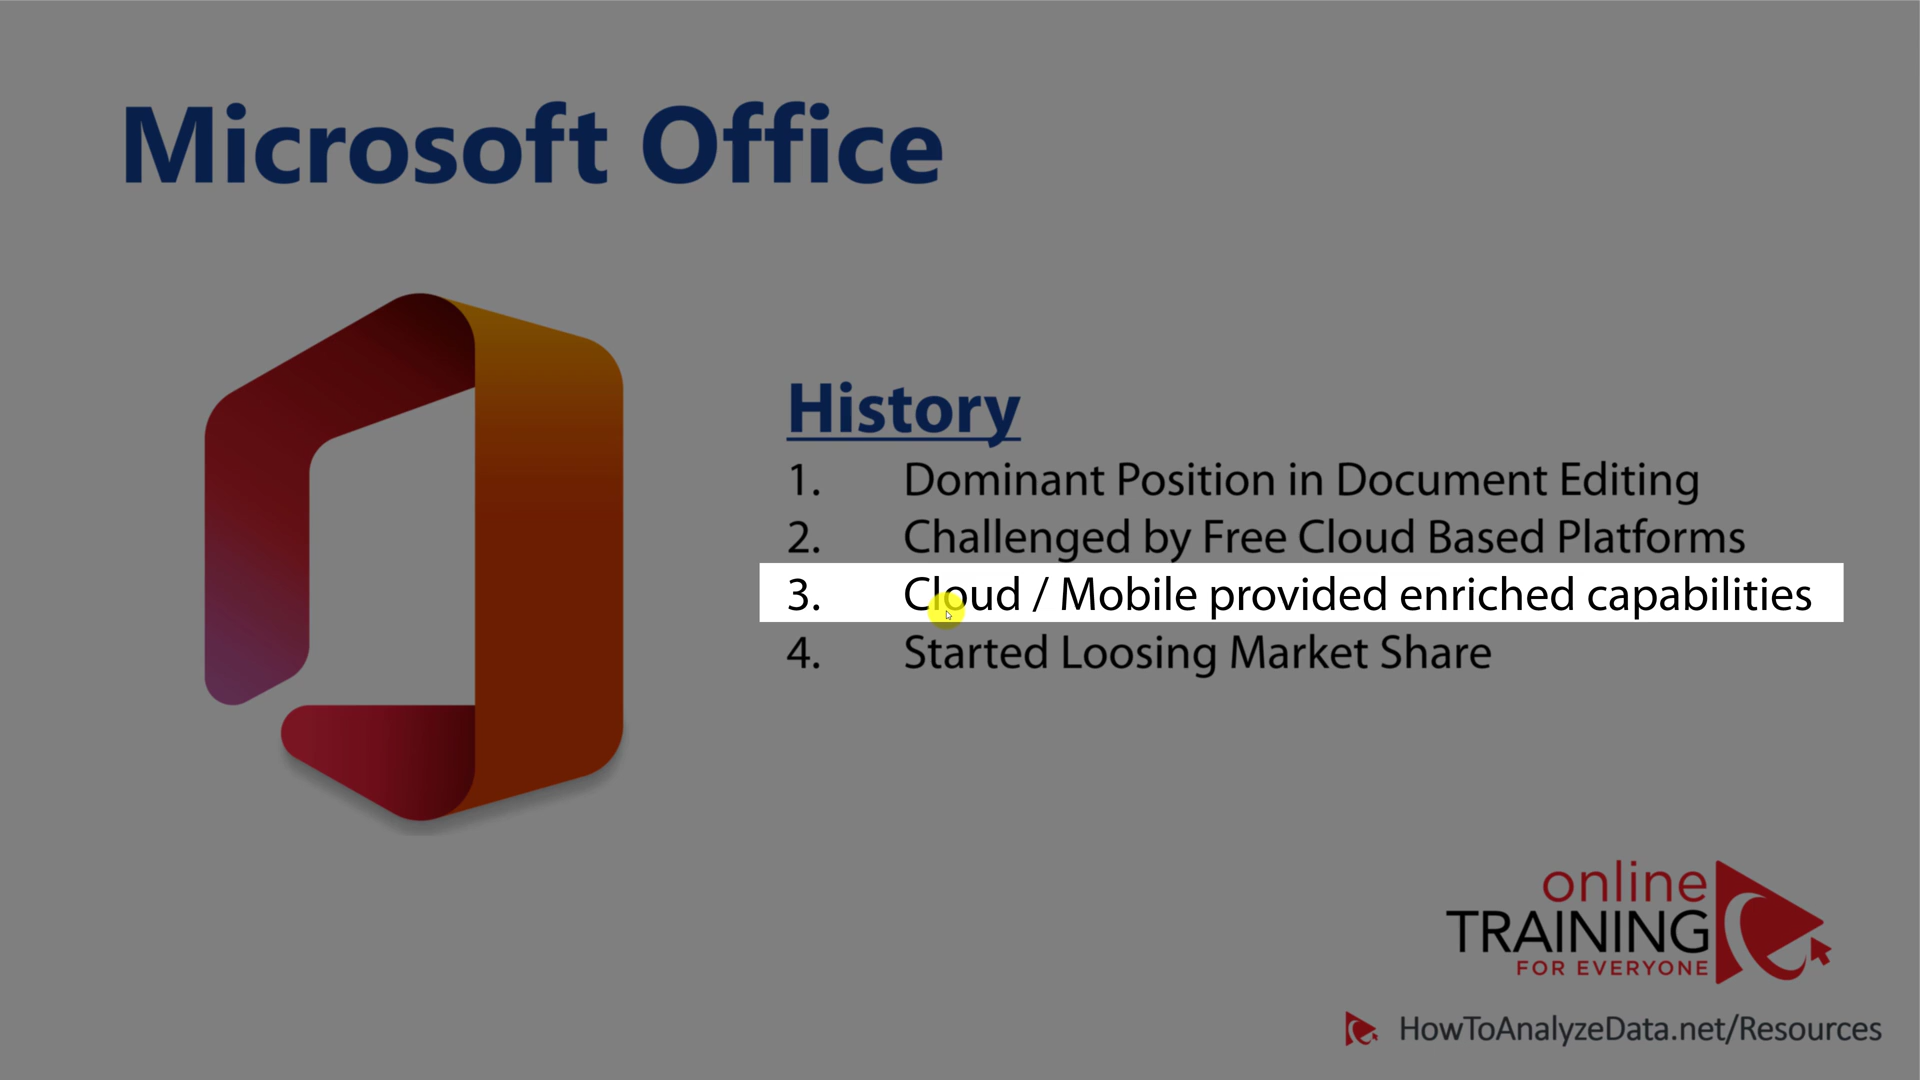 Microsoft Office
History
1. Dominant Position in Document Editing
2. Challenged by Free Cloud Based Platforms
3. Cloud / Mobile provided enriched capabilities
4. Started Loosing Market Share
online
TRAINING
FOR EVERYONE
HowToAnalyzeData.net/Resources